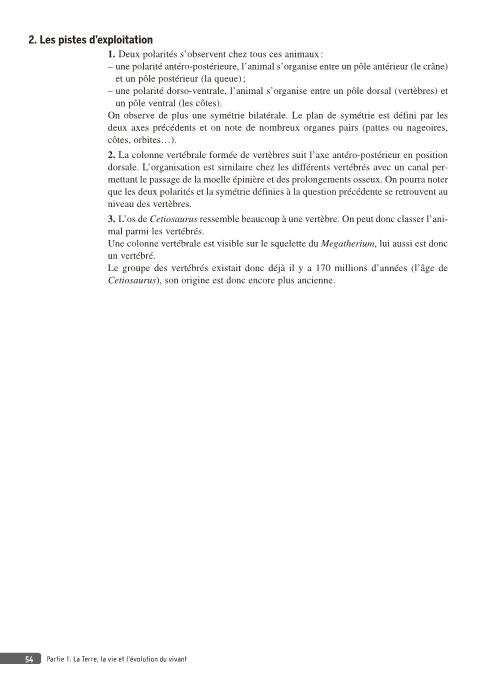 2. Les pistes d'exploitation
1. Deux polarités s'observent chez tous ces animaux :
– une polarité antéro-postérieure, l'animal s'organise entre un pôle antérieur (le crâne)
et un pôle postérieur (la queue) ;
– une polarité dorso-ventrale, l'animal s'organise entre un pôle dorsal (vertèbres) et
un pôle ventral (les côtes).
On observe de plus une symétrie bilatérale. Le plan de symétrie est défini par les
deux axes précédents et on note de nombreux organes pairs (pattes ou nageoires,
côtes, orbites…).
2. La colonne vertébrale formée de vertèbres suit l'axe antéro-postérieur en position
dorsale. L'organisation est similaire chez les différents vertébrés avec un canal per-
mettant le passage de la moelle épinière et des prolongements osseux. On pourra noter
que les deux polarités et la symétrie définies à la question précédente se retrouvent au
niveau des vertèbres.
3. L'os de Cetiosaurus ressemble beaucoup à une vertèbre. On peut donc classer l'ani-
mal parmi les vertébrés.
Une colonne vertébrale est visible sur le squelette du Megatherium, lui aussi est donc
un vertébré.
Le groupe des vertébrés existait donc déjà il y a 170 millions d'années (l'âge de
Cetiosaurus), son origine est donc encore plus ancienne.
54 Partie 1. La Terre, la vie et l'évolution du vivant